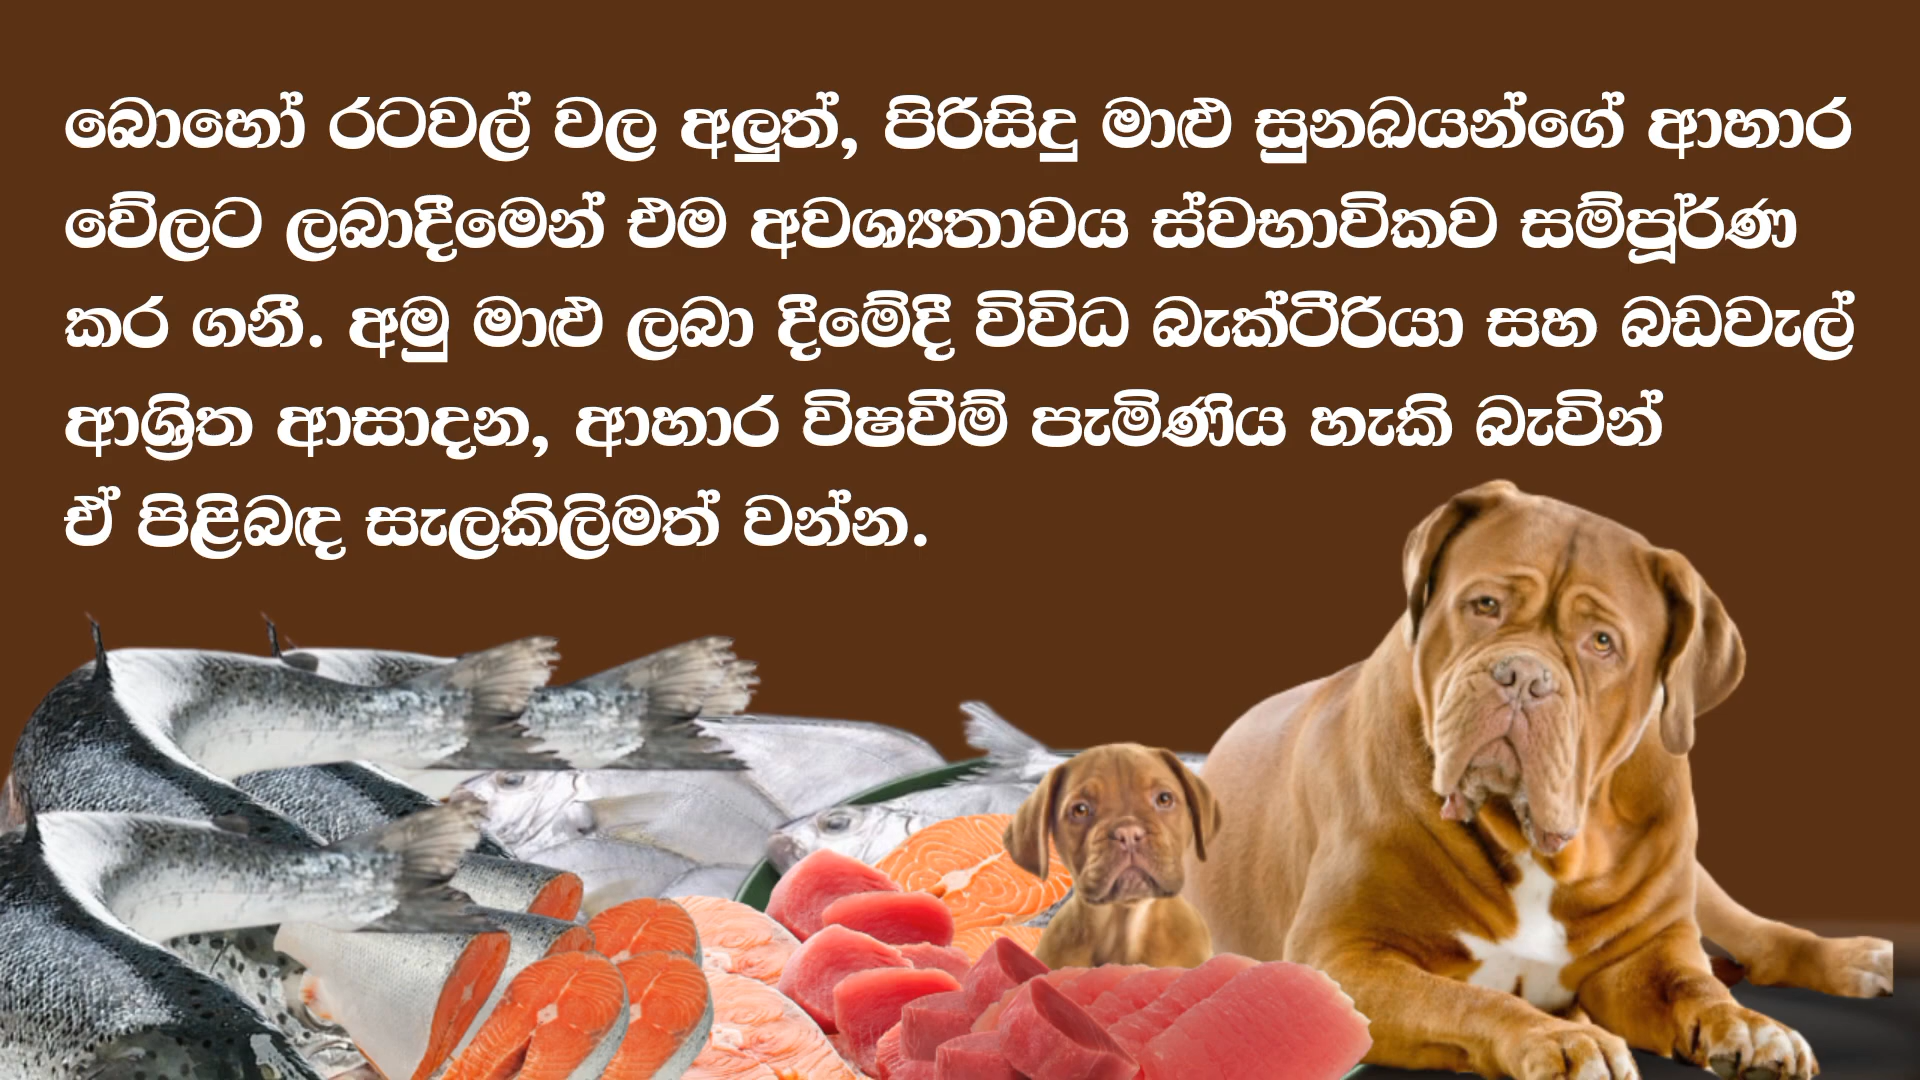 බොහෝ රටවල් වල අලුත්, පිරිසිදු මාළු සුනඛයන්ගේ ආහාර
වේලට ලබාදීමෙන් එම අවශ්‍යතාවය ස්වභාවිකව සම්පූර්ණ
කර ගනී. අමු මාළු ලබා දීමේදී විවිධ බැක්ටීරියා සහ බඩවැල්
ආශ්‍රිත ආසාදන, ආහාර විෂවීම් පැමිණිය හැකි බැවින්
ඒ පිළිබඳ සැලකිලිමත් වන්න.